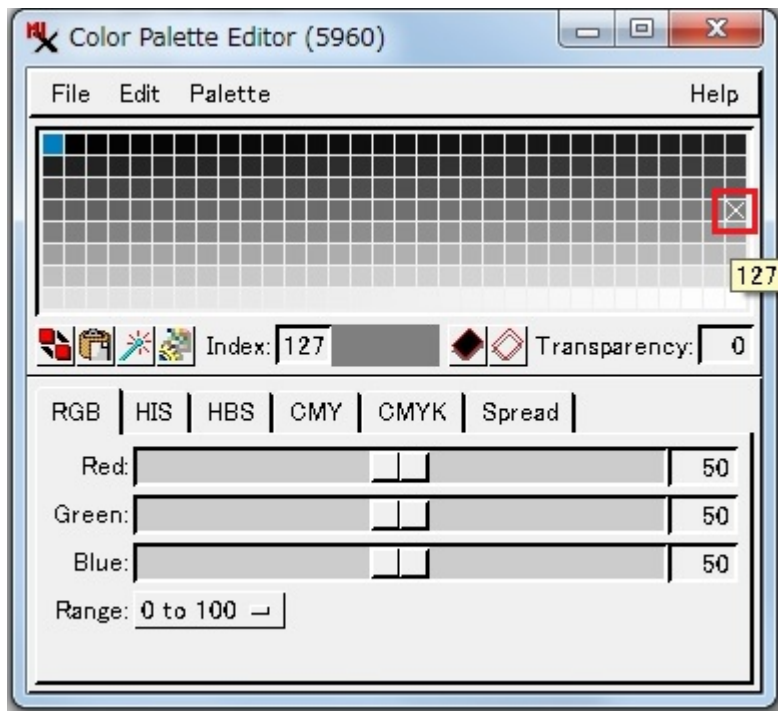 Color Palette Editor (5960)
File Edit Palette Help
127
Index: 127 Transparency: 0
RGB HIS HBS CMY CMYK Spread
Red: 50
Green: 50
Blue: 50
Range: 0 to 100